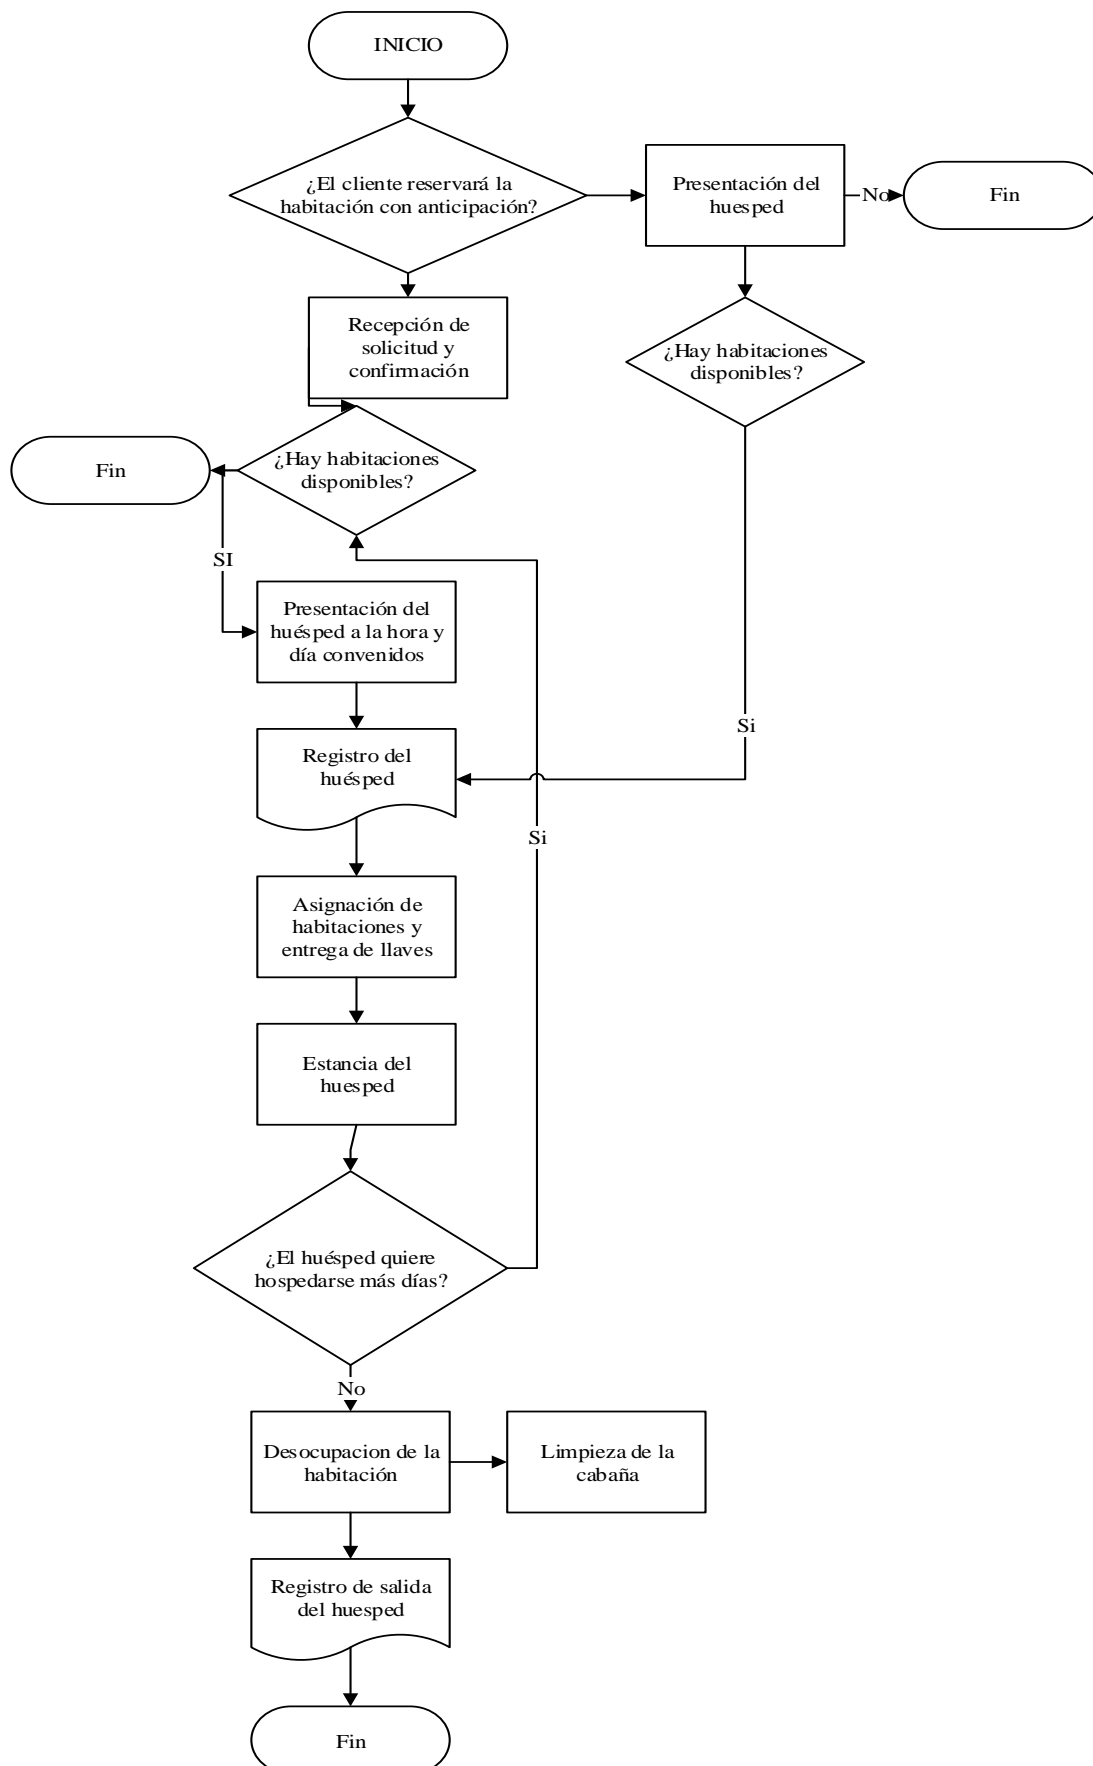 INICIO
¿El cliente reservará la
habitación con anticipación?
Presentación del
huesped
No
Fin
Recepción de
solicitud y
confirmación
¿Hay habitaciones
disponibles?
Fin
¿Hay habitaciones
disponibles?
SI
Presentación del
huésped a la hora y
día convenidos
Registro del
huésped
Si
Si
Asignación de
habitaciones y
entrega de llaves
Estancia del
huesped
¿El huésped quiere
hospedarse más días?
No
Desocupacion de la
habitación
Limpieza de la
cabaña
Registro de salida
del huesped
Fin